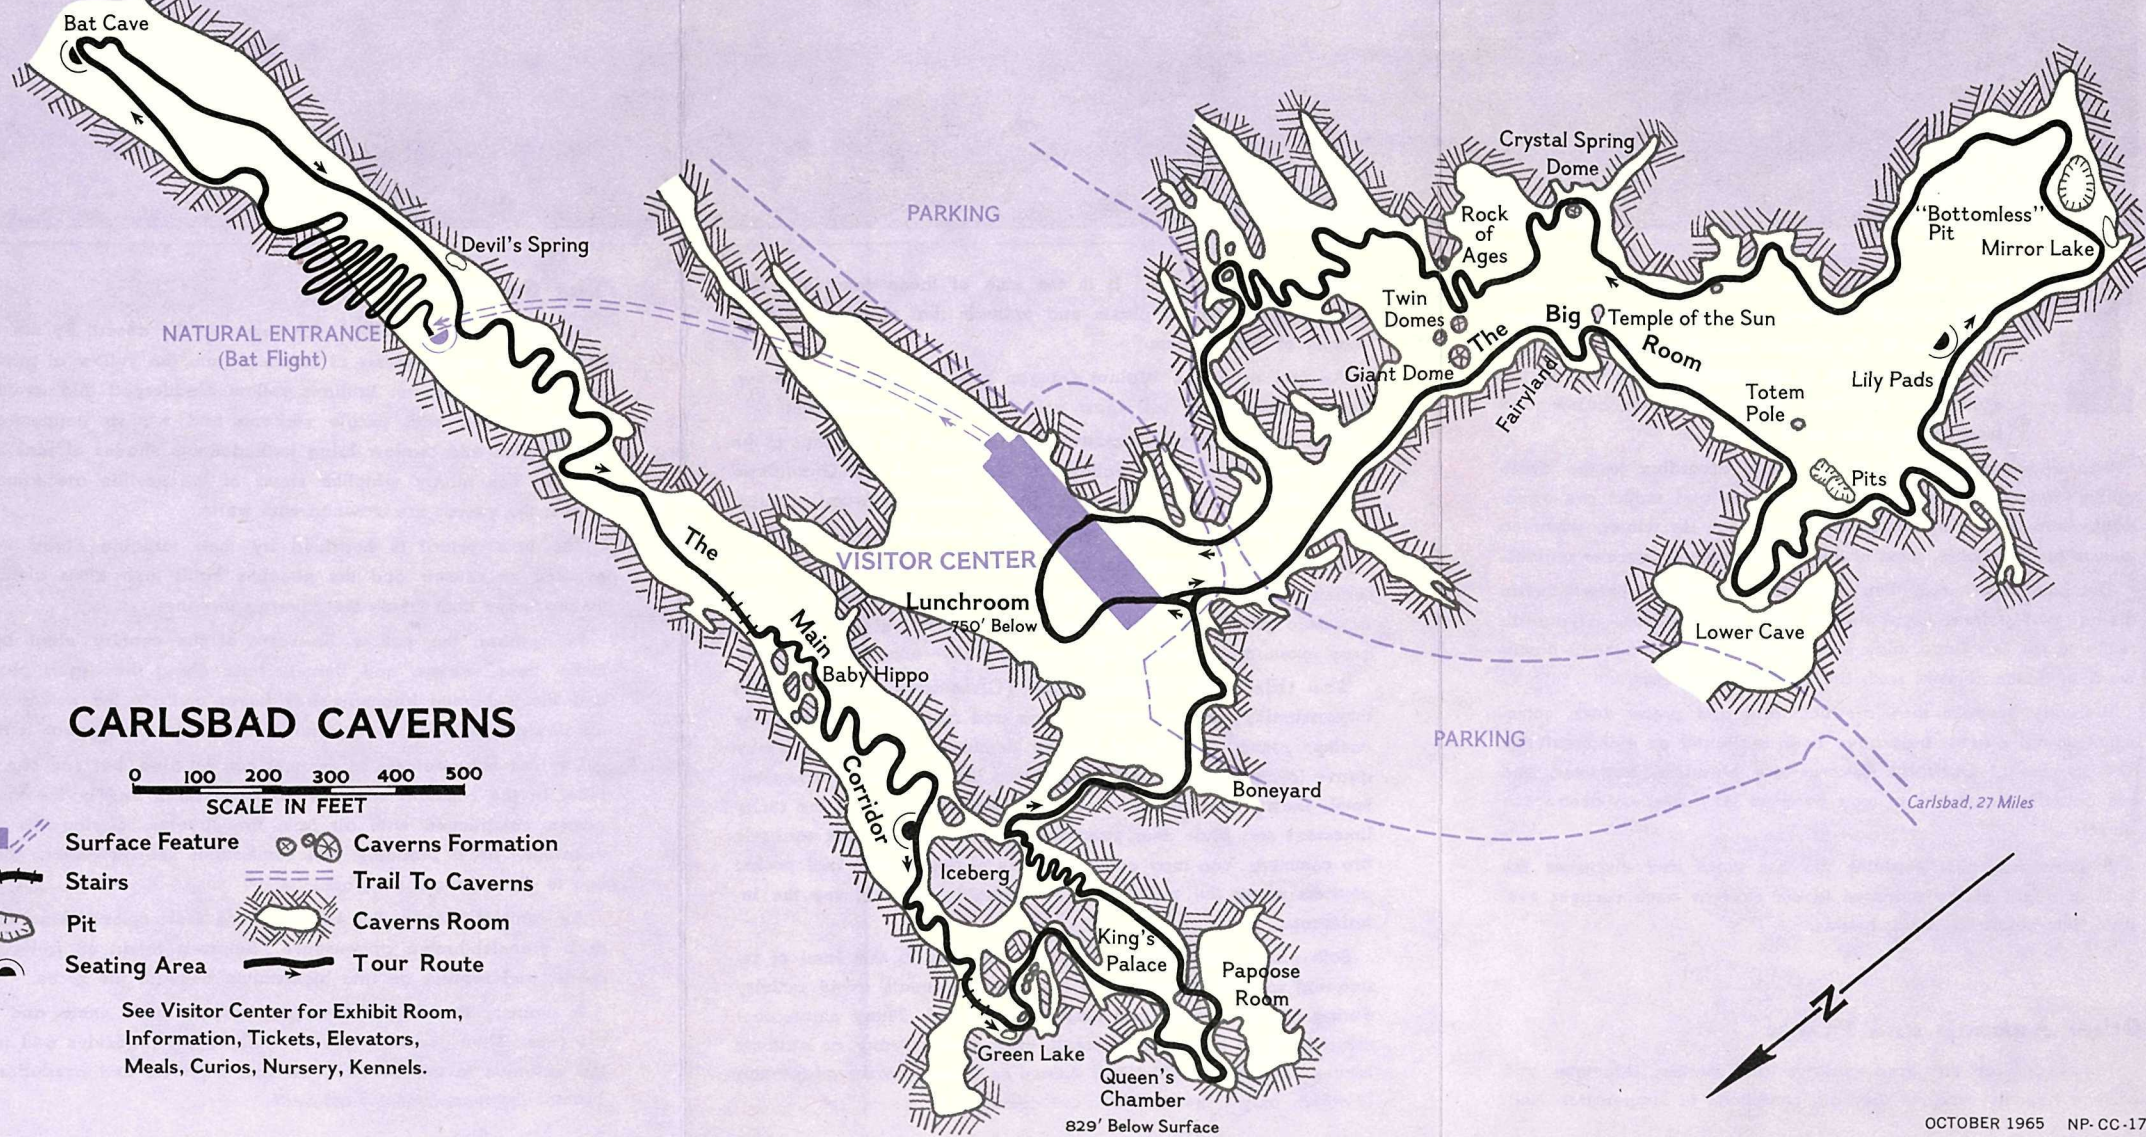 Bat Cave
Devil's Spring
NATURAL ENTRANCE
(Bat Flight)
PARKING
Crystal Spring
Dome
Rock
of
Ages
"Bottomless"
Pit
Mirror Lake
Twin
Domes
The
Big
Room
Temple of the Sun
Giant Dome
Fairyland
Totem
Pole
Lily Pads
Pits
Lower Cave
VISITOR CENTER
Lunchroom
750' Below
The
Main
Corridor
Baby Hippo
Boneyard
PARKING
Carlsbad, 27 Miles
Iceberg
King's
Palace
Papoose
Room
Green Lake
Queen's
Chamber
829' Below Surface
N
CARLSBAD CAVERNS
0 100 200 300 400 500
SCALE IN FEET
Surface Feature
Caverns Formation
Stairs
Trail To Caverns
Pit
Caverns Room
Seating Area
Tour Route
See Visitor Center for Exhibit Room,
Information, Tickets, Elevators,
Meals, Curios, Nursery, Kennels.
OCTOBER 1965 NP-CC-17